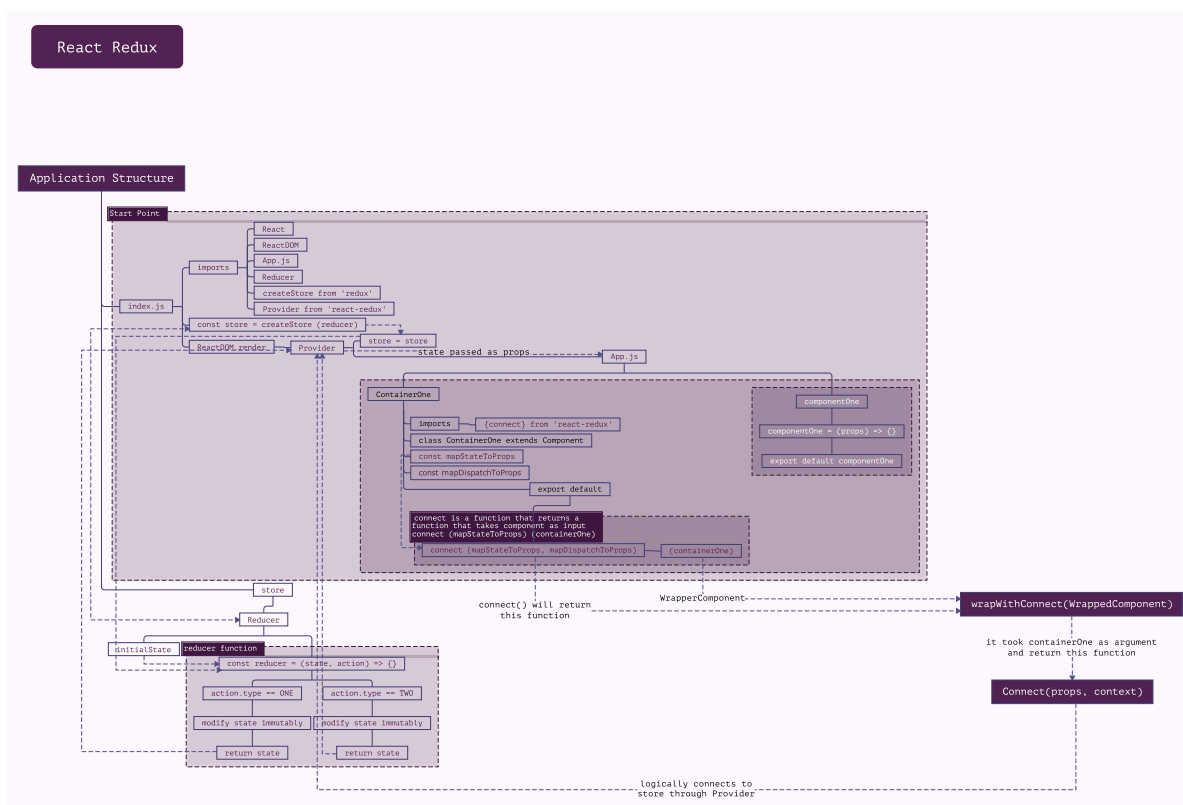 React Redux
Application Structure
Start Point
React
ReactDOM
imports
App.js
Reducer
createStore from 'redux'
index.js
Provider from 'react-redux'
const store = createStore (reducer)
store = store
ReactDOM.render
Provider
state passed as props
App.js
ContainerOne
componentOne
imports
{connect} from 'react-redux'
componentOne = (props) => {}
class ContainerOne extends Component
const mapStateToProps
export default componentOne
const mapDispatchToProps
export default
connect is a function that returns a
function that takes component as input
connect (mapStateToProps) (containerOne)
connect (mapStateToProps, mapDispatchToProps)
(containerOne)
store
WrapperComponent
connect() will return
this function
wrapWithConnect(WrappedComponent)
Reducer
initialState
reducer function
it took containerOne as argument
and return this function
const reducer = (state, action) => {}
action.type == ONE
action.type == TWO
Connect(props, context)
modify state immutably
modify state immutably
return state
return state
logically connects to
store through Provider